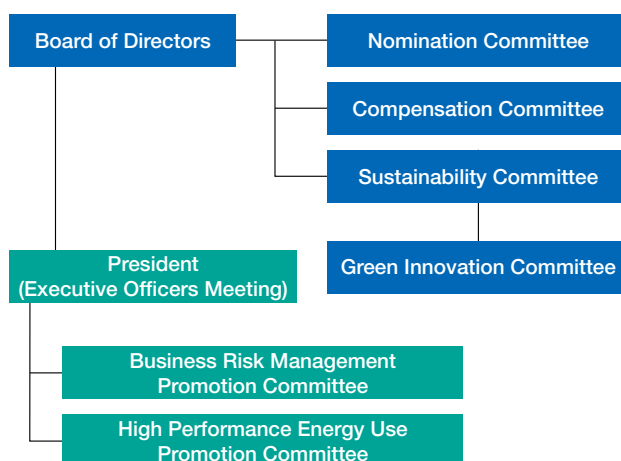 Board of Directors
Nomination Committee
Compensation Committee
Sustainability Committee
Green Innovation Committee
President
(Executive Officers Meeting)
Business Risk Management
Promotion Committee
High Performance Energy Use
Promotion Committee